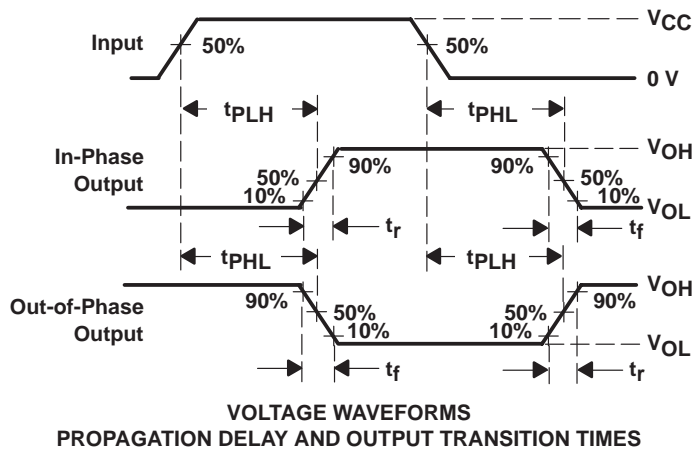 VCC
Input
50%
50%
0 V
tPLH
tPHL
In-Phase
Output
VOH
90%
90%
50%
50%
10%
10%
VOL
tr
tf
tPHL
tPLH
Out-of-Phase
Output
VOH
90%
90%
50%
50%
10%
10%
VOL
tf
tr
VOLTAGE WAVEFORMS
PROPAGATION DELAY AND OUTPUT TRANSITION TIMES